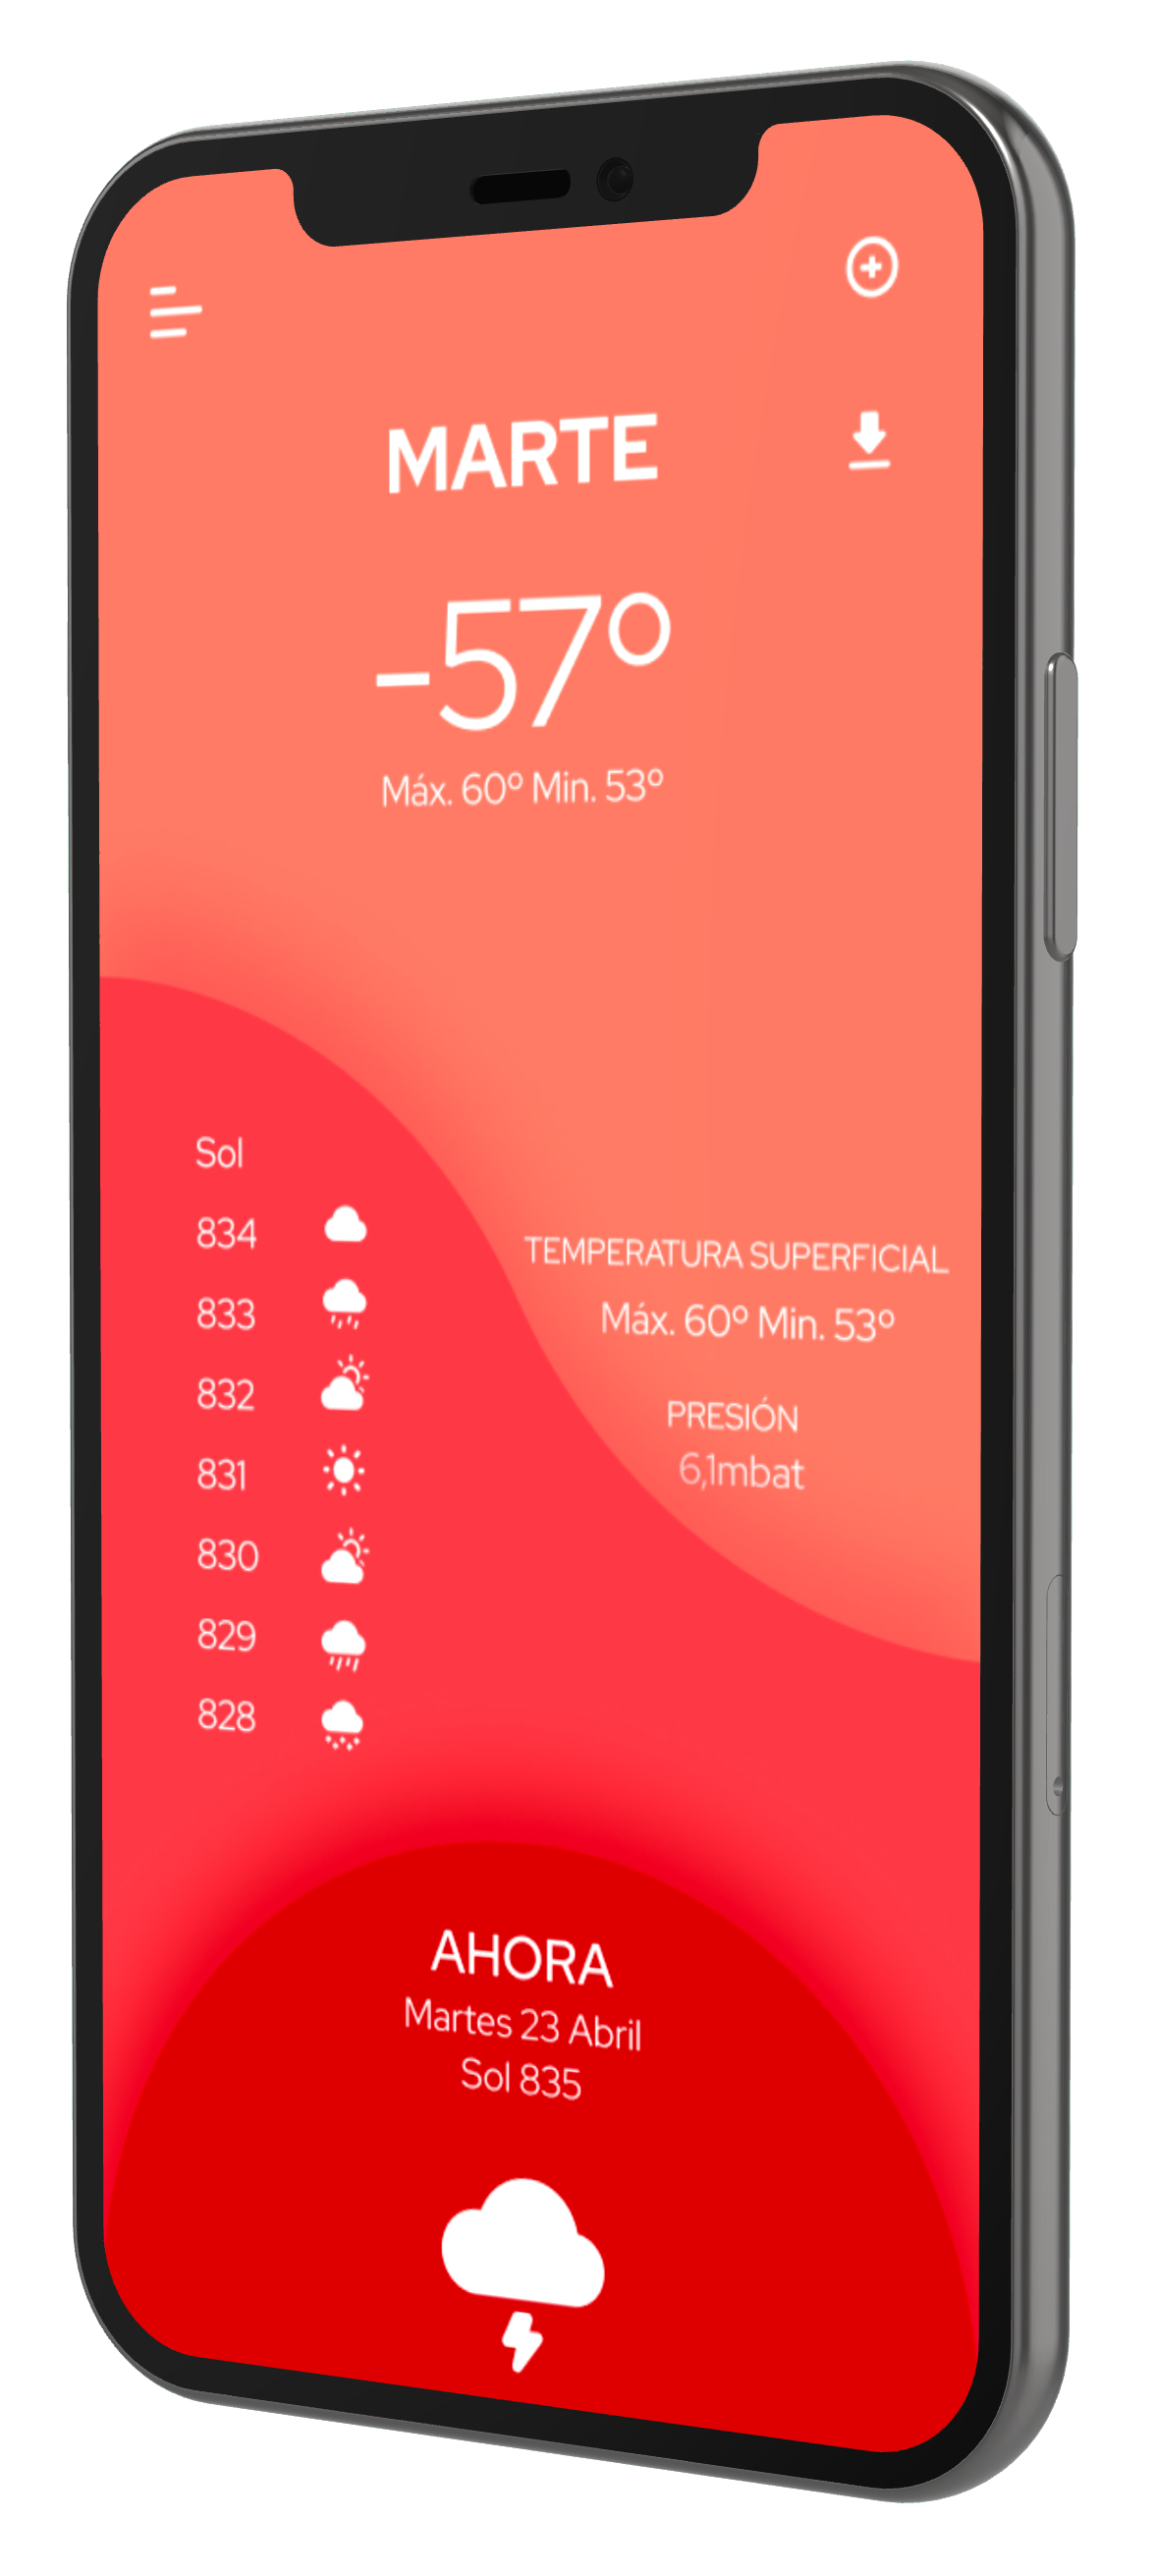 MARTE
-57º
Máx. 60º Min. 53º
Sol
834
833
832
831
830
829
828
TEMPERATURA SUPERFICIAL
Máx. 60º Min. 53º
PRESIÓN
6,1mbat
AHORA
Martes 23 Abril
Sol 835